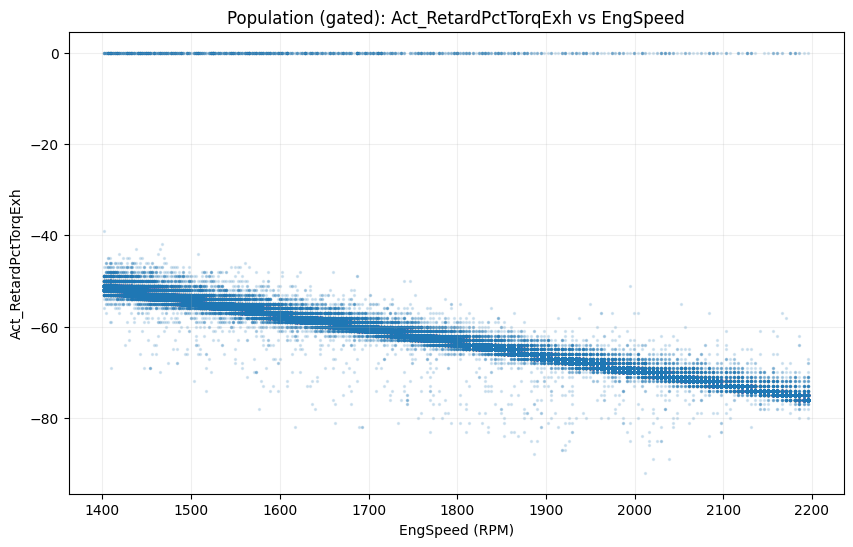 Population (gated): Act_RetardPctTorqExh vs EngSpeed
0
−20
−40
−60
−80
Act_RetardPctTorqExh
1400 1500 1600 1700 1800 1900 2000 2100 2200
EngSpeed (RPM)